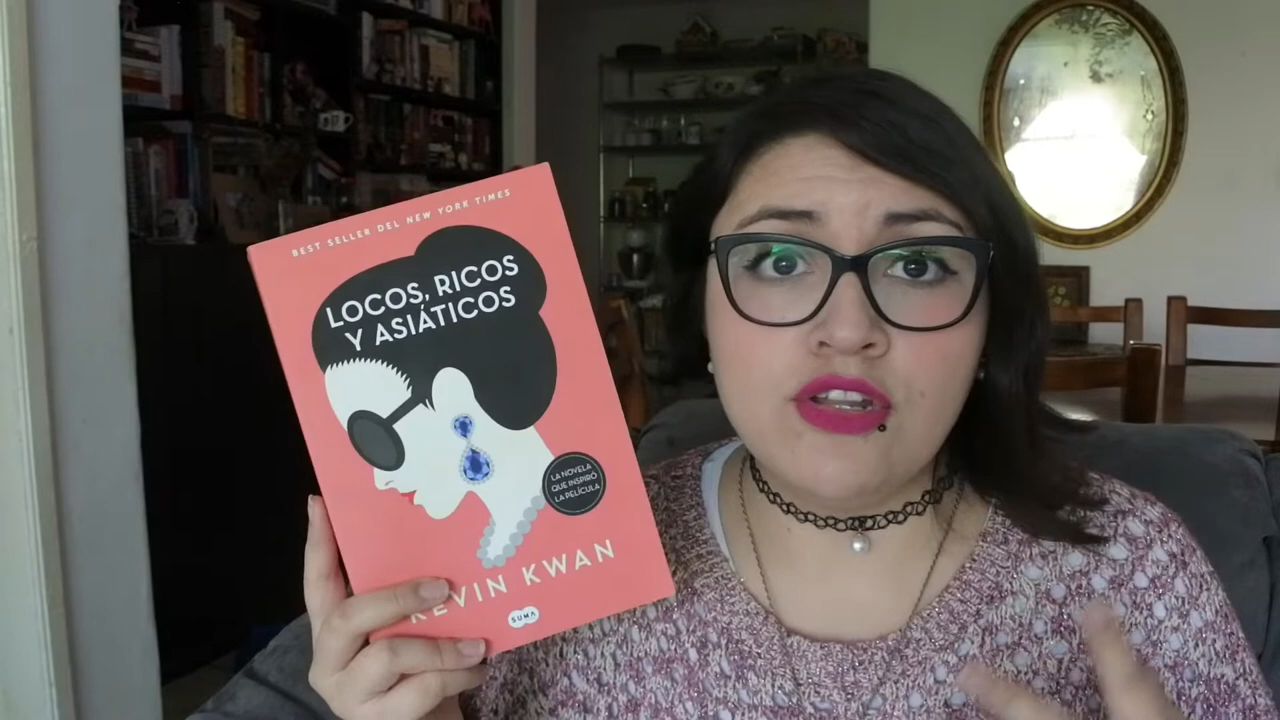 BEST SELLER DEL NEW YORK TIMES
LOCOS, RICOS
Y ASIÁTICOS
LA NOVELA
QUE INSPIRÓ
LA PELÍCULA
KEVIN KWAN
SUMA